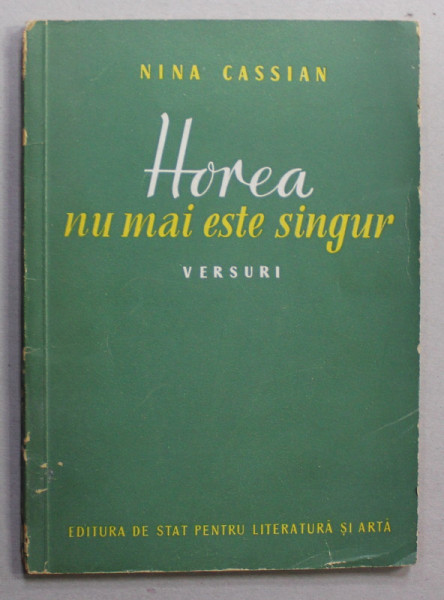 NINA CASSIAN
Horea
nu mai este singur
VERSURI
EDITURA DE STAT PENTRU LITERATURĂ ȘI ARTĂ